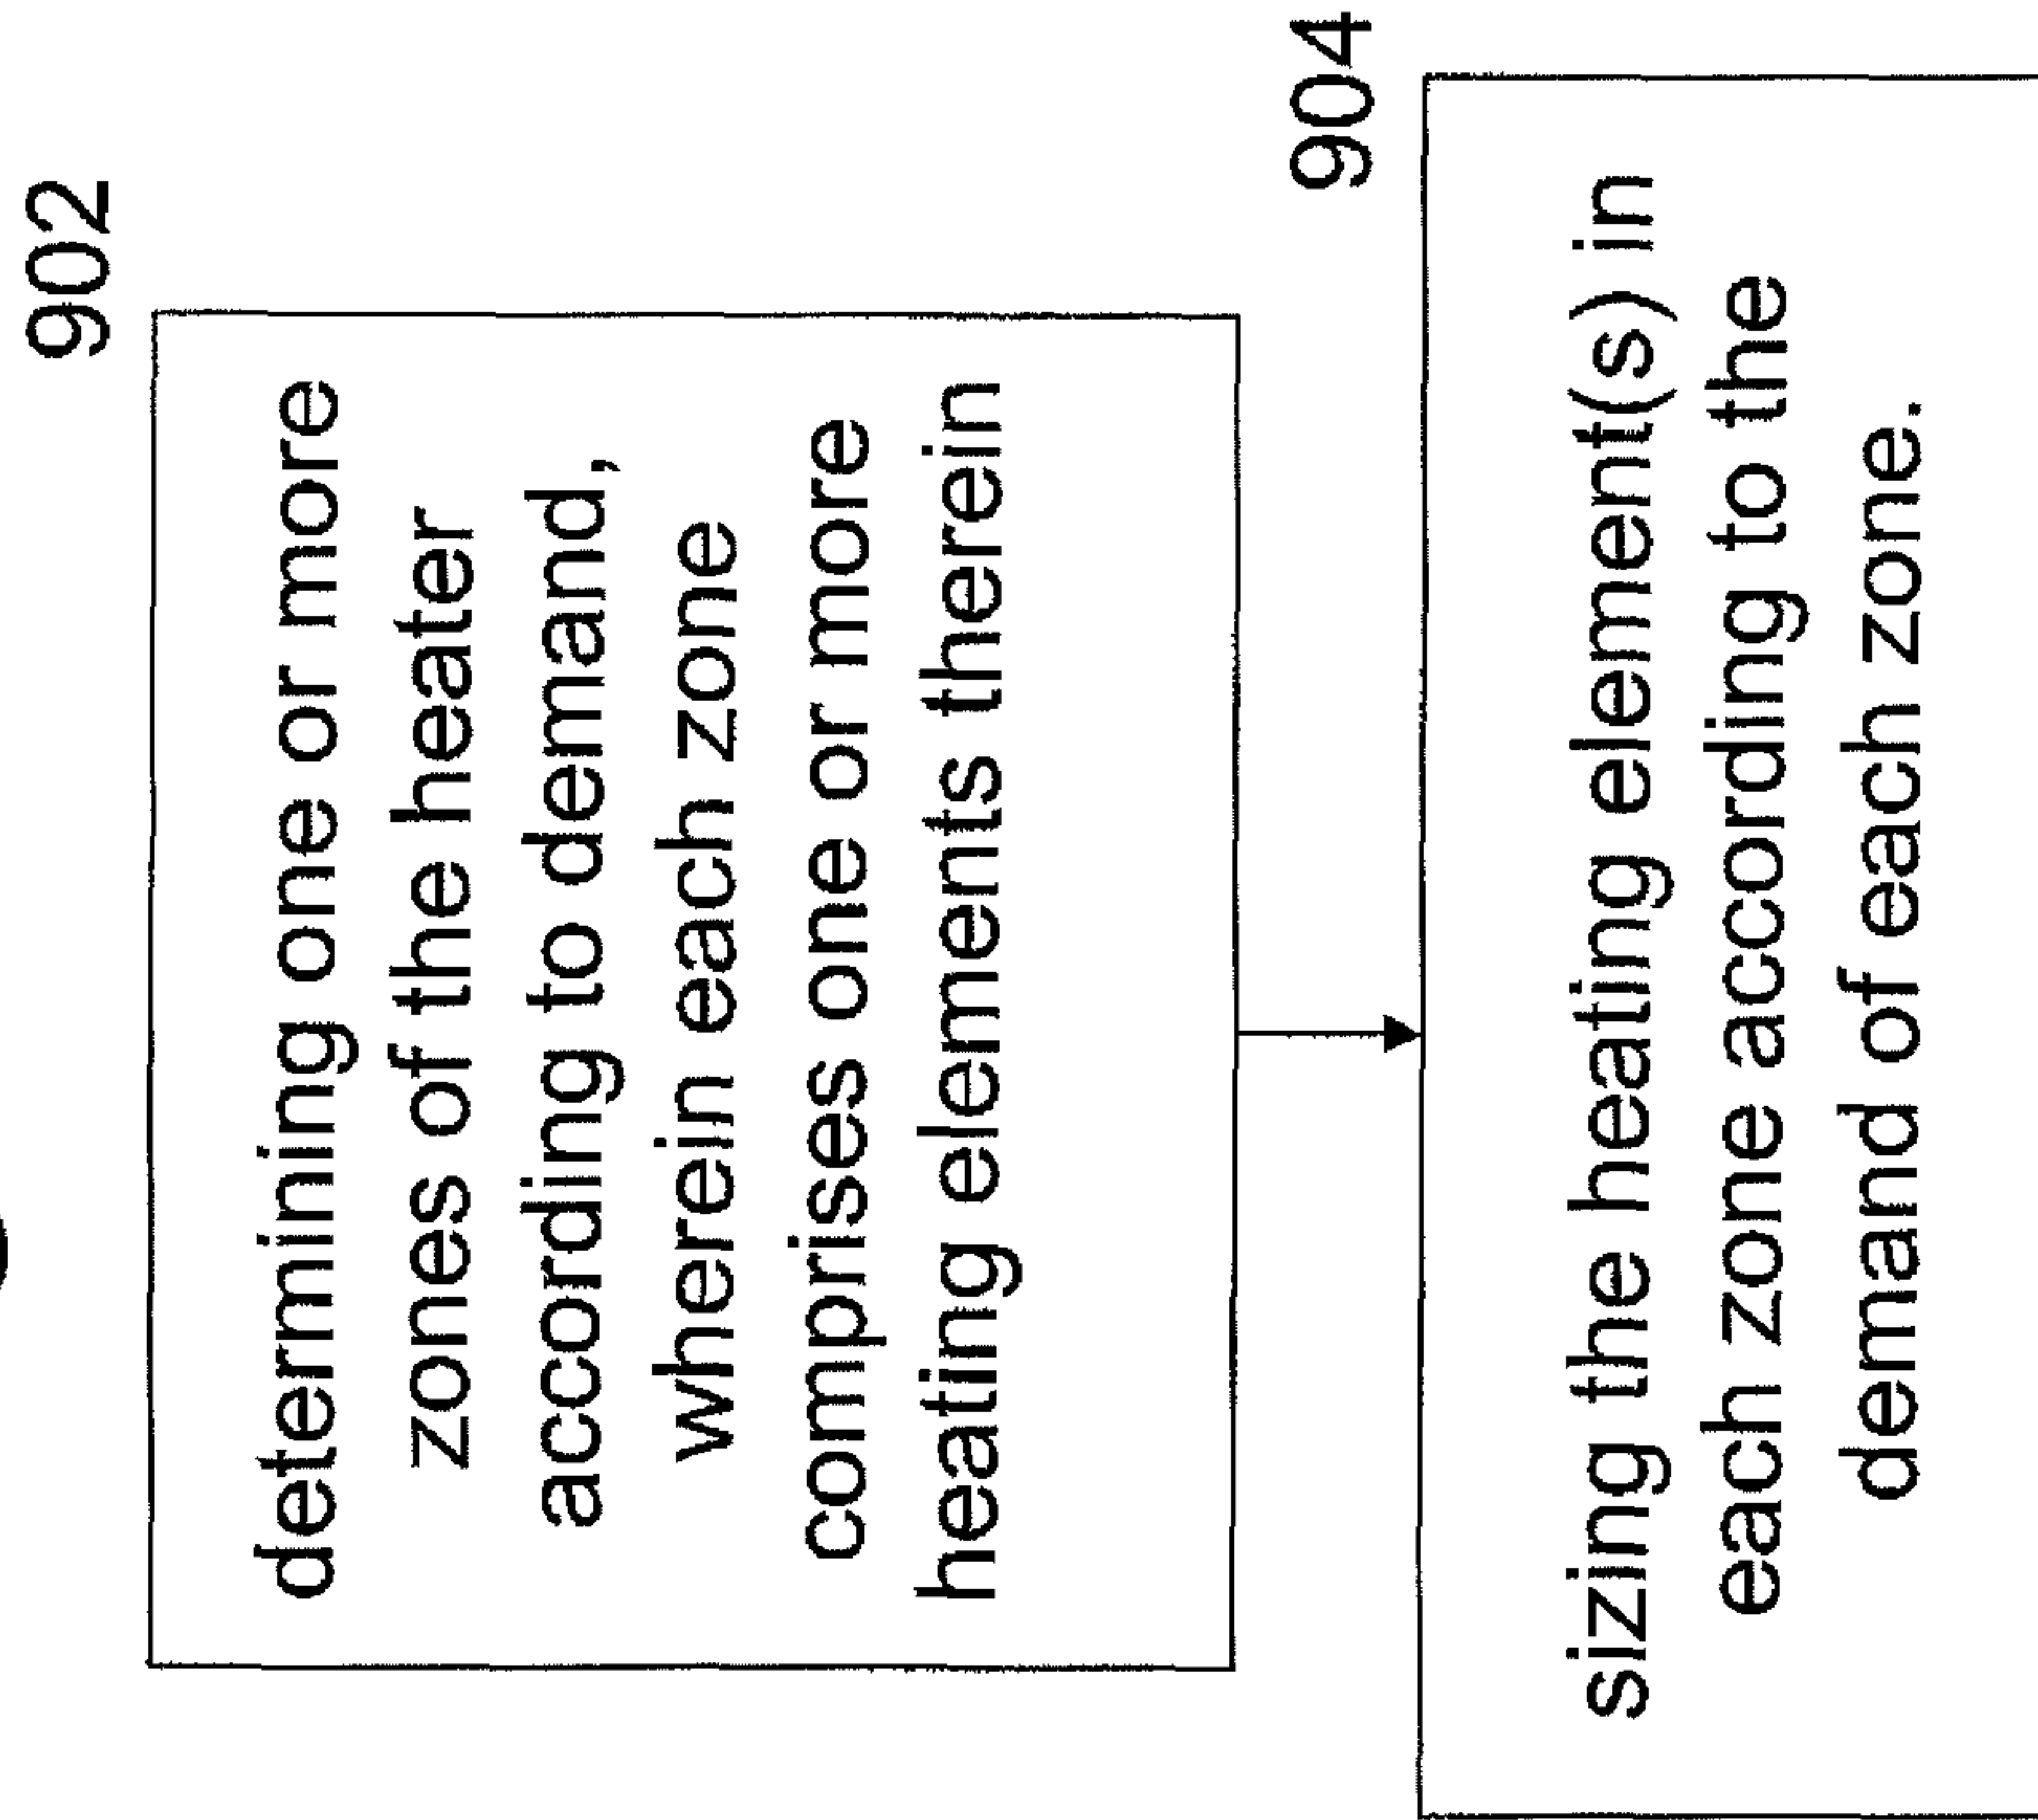 902
determining one or more
zones of the heater
according to demand,
wherein each zone
comprises one or more
heating elements therein
904
sizing the heating element(s) in
each zone according to the
demand of each zone.